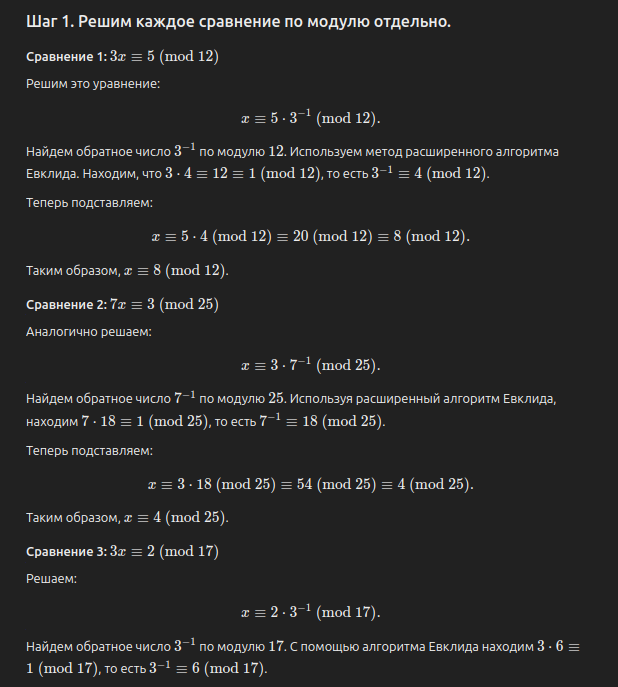 Шаг 1. Решим каждое сравнение по модулю отдельно.
Сравнение 1: 3x ≡ 5 (mod 12)
Решим это уравнение:
x ≡ 5 · 3⁻¹ (mod 12).
Найдем обратное число 3⁻¹ по модулю 12. Используем метод расширенного алгоритма
Евклида. Находим, что 3 · 4 ≡ 12 ≡ 1 (mod 12), то есть 3⁻¹ ≡ 4 (mod 12).
Теперь подставляем:
x ≡ 5 · 4 (mod 12) ≡ 20 (mod 12) ≡ 8 (mod 12).
Таким образом, x ≡ 8 (mod 12).
Сравнение 2: 7x ≡ 3 (mod 25)
Аналогично решаем:
x ≡ 3 · 7⁻¹ (mod 25).
Найдем обратное число 7⁻¹ по модулю 25. Используя расширенный алгоритм Евклида,
находим 7 · 18 ≡ 1 (mod 25), то есть 7⁻¹ ≡ 18 (mod 25).
Теперь подставляем:
x ≡ 3 · 18 (mod 25) ≡ 54 (mod 25) ≡ 4 (mod 25).
Таким образом, x ≡ 4 (mod 25).
Сравнение 3: 3x ≡ 2 (mod 17)
Решаем:
x ≡ 2 · 3⁻¹ (mod 17).
Найдем обратное число 3⁻¹ по модулю 17. С помощью алгоритма Евклида находим 3 · 6 ≡
1 (mod 17), то есть 3⁻¹ ≡ 6 (mod 17).